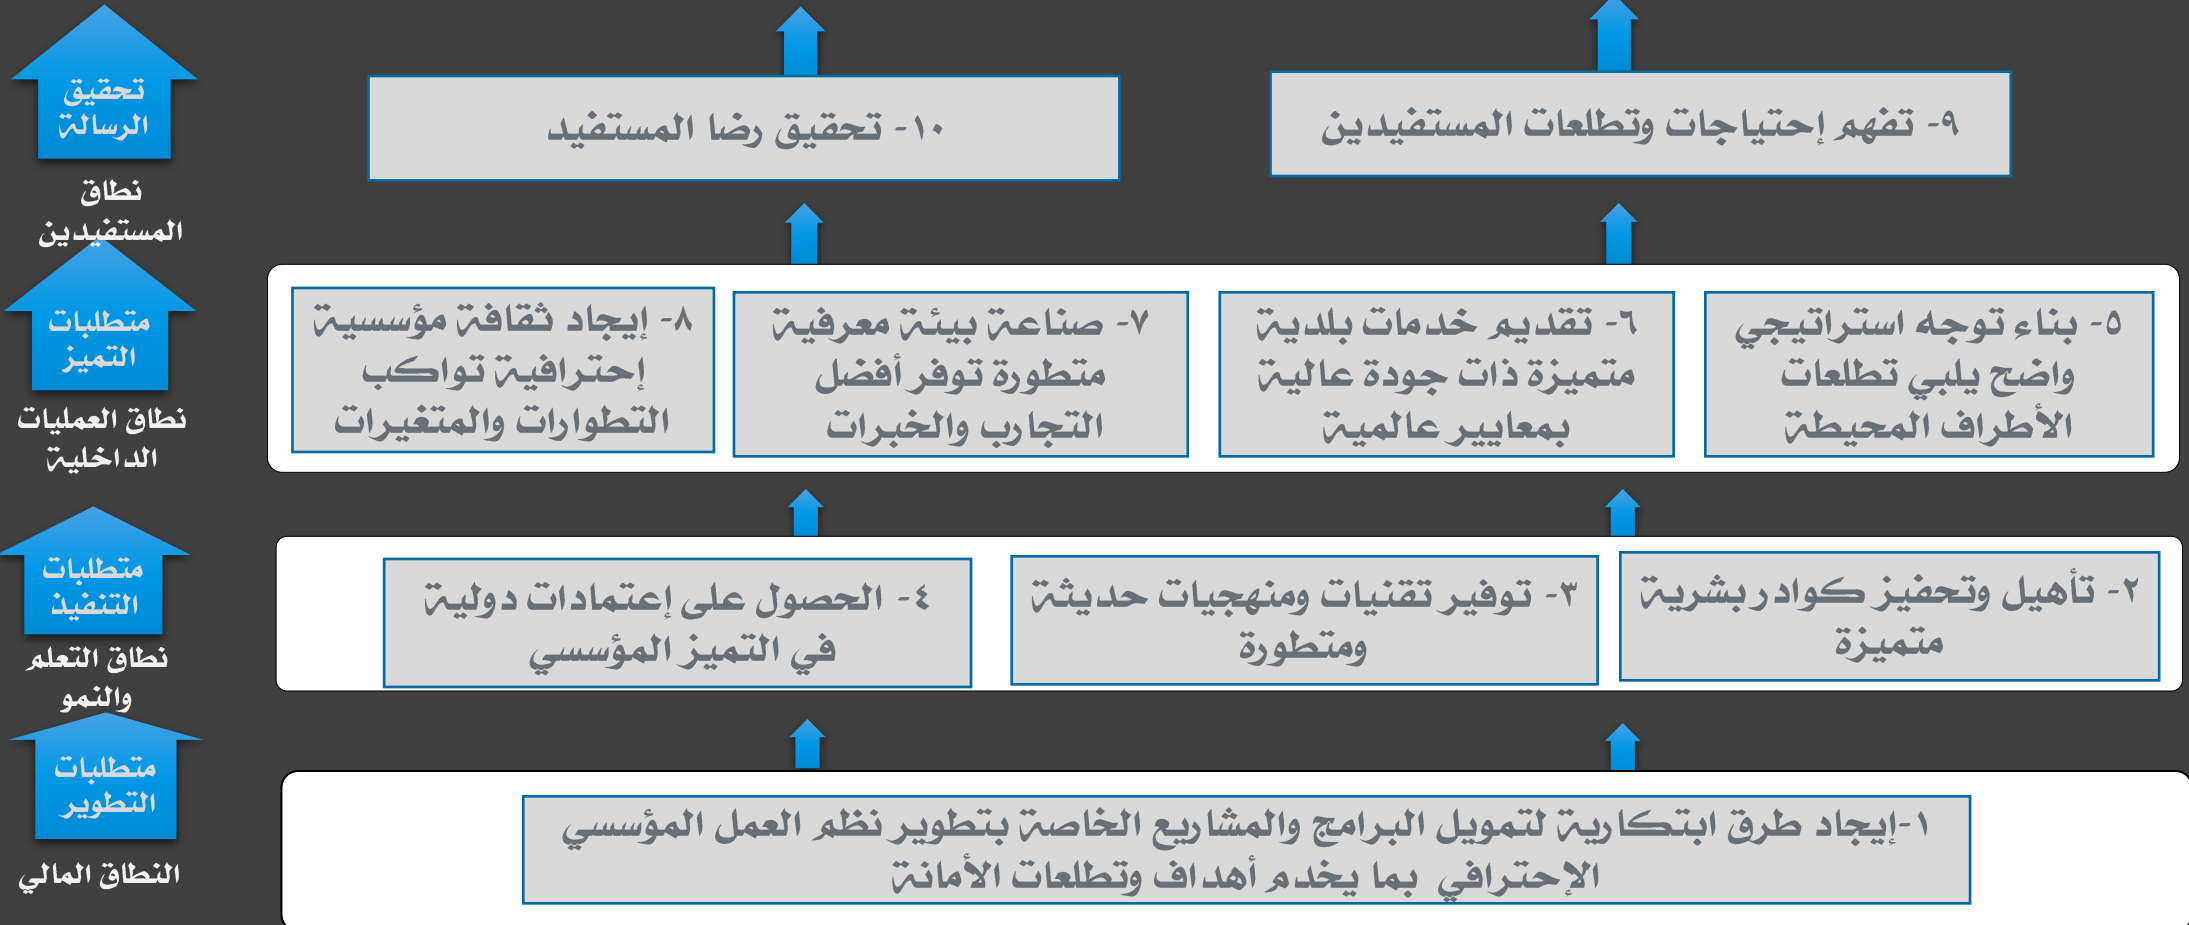 تحقيق
الرسالة
نطاق
المستفيدين
٩- تفهم إحتياجات وتطلعات المستفيدين
١٠- تحقيق رضا المستفيد
متطلبات
التميز
نطاق العمليات
الداخلية
٥- بناء توجه استراتيجي
واضح يلبي تطلعات
الأطراف المحيطة
٦- تقديم خدمات بلدية
متميزة ذات جودة عالية
بمعايير عالمية
٧- صناعة بيئة معرفية
متطورة توفر أفضل
التجارب والخبرات
٨- إيجاد ثقافة مؤسسية
إحترافية تواكب
التطوارات والمتغيرات
متطلبات
التنفيذ
نطاق التعلم
والنمو
٢- تأهيل وتحفيز كوادر بشرية
متميزة
٣- توفير تقنيات ومنهجيات حديثة
ومتطورة
٤- الحصول على إعتمادات دولية
في التميز المؤسسي
متطلبات
التطوير
النطاق المالي
١-إيجاد طرق ابتكارية لتمويل البرامج والمشاريع الخاصة بتطوير نظم العمل المؤسسي
الإحترافي بما يخدم أهداف وتطلعات الأمانة